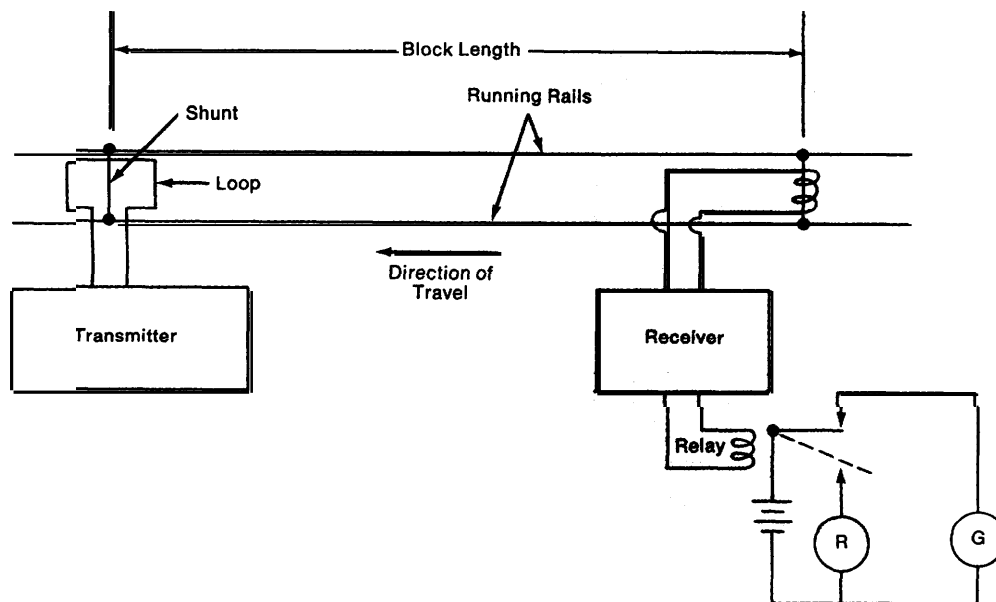 Block Length
Running Rails
Shunt
Loop
Direction of
Travel
Transmitter
Receiver
Relay
R
G